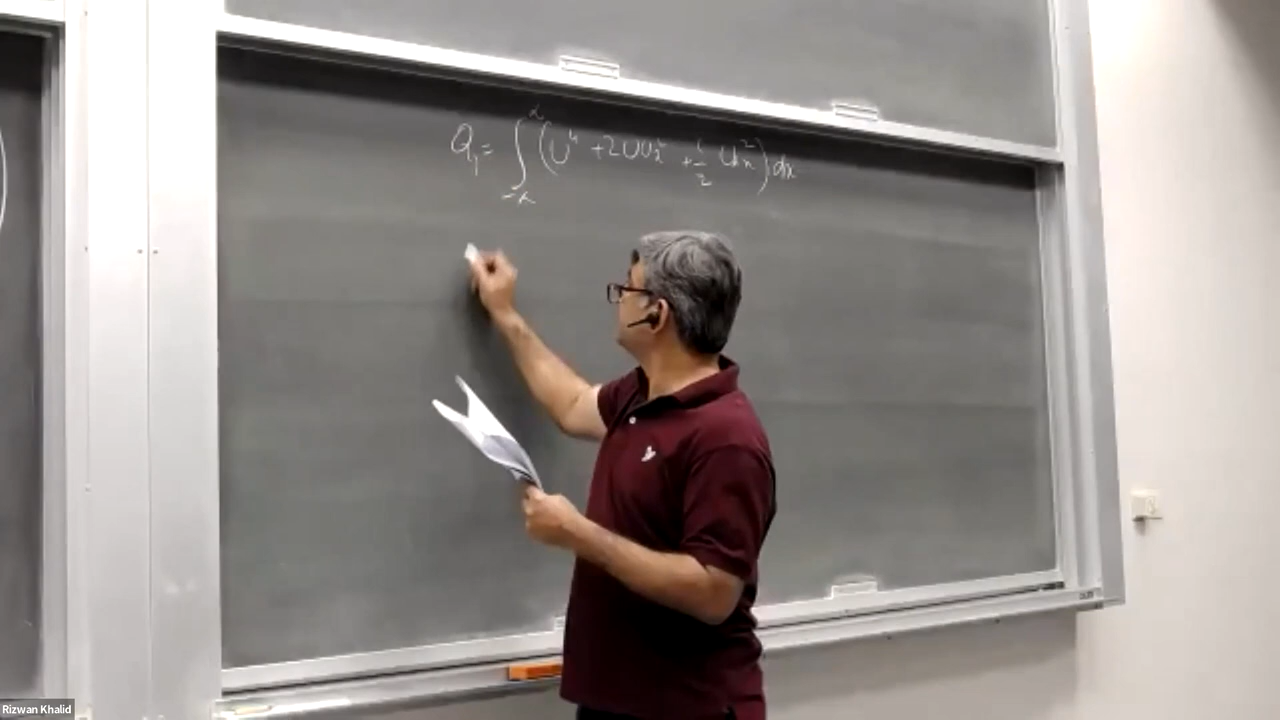 Q₁ = ∫_{-α}^{α} (U⁴ + 2UUₓ² + 1/2 Uₓₓ²) dx
Rizwan Khalid